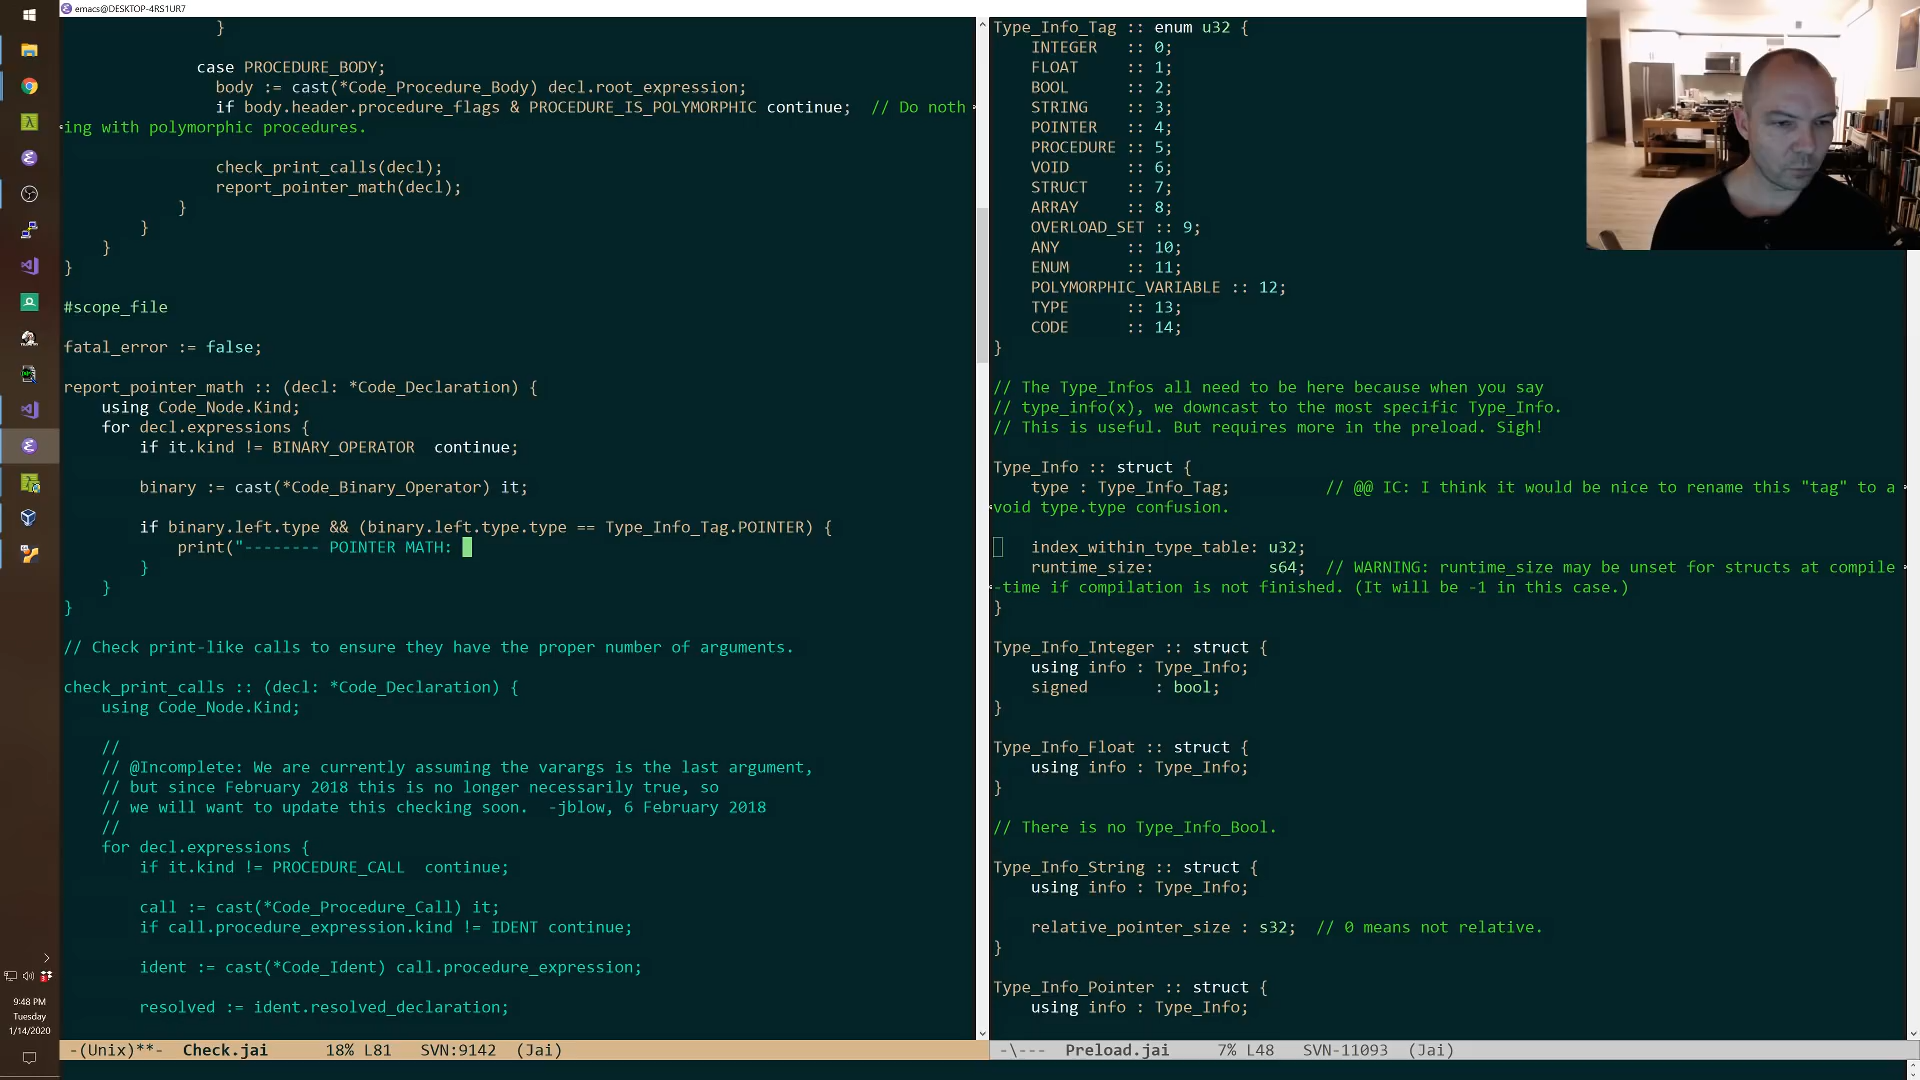 emacs@DESKTOP-4RS1UR7
}
case PROCEDURE_BODY;
body := cast(*Code_Procedure_Body) decl.root_expression;
if body.header.procedure_flags & PROCEDURE_IS_POLYMORPHIC continue;  // Do noth
ing with polymorphic procedures.
check_print_calls(decl);
report_pointer_math(decl);
}
}
}
}
#scope_file
fatal_error := false;
report_pointer_math :: (decl: *Code_Declaration) {
using Code_Node.Kind;
for decl.expressions {
if it.kind != BINARY_OPERATOR  continue;
binary := cast(*Code_Binary_Operator) it;
if binary.left.type && (binary.left.type.type == Type_Info_Tag.POINTER) {
print("-------- POINTER MATH:
}
}
}
// Check print-like calls to ensure they have the proper number of arguments.
check_print_calls :: (decl: *Code_Declaration) {
using Code_Node.Kind;
//
// @Incomplete: We are currently assuming the varargs is the last argument,
// but since February 2018 this is no longer necessarily true, so
// we will want to update this checking soon.  -jblow, 6 February 2018
//
for decl.expressions {
if it.kind != PROCEDURE_CALL  continue;
call := cast(*Code_Procedure_Call) it;
if call.procedure_expression.kind != IDENT continue;
ident := cast(*Code_Ident) call.procedure_expression;
resolved := ident.resolved_declaration;
-(Unix)**-  Check.jai      18% L81    SVN:9142  (Jai)
Type_Info_Tag :: enum u32 {
INTEGER   :: 0;
FLOAT     :: 1;
BOOL      :: 2;
STRING    :: 3;
POINTER   :: 4;
PROCEDURE :: 5;
VOID      :: 6;
STRUCT    :: 7;
ARRAY     :: 8;
OVERLOAD_SET :: 9;
ANY       :: 10;
ENUM      :: 11;
POLYMORPHIC_VARIABLE :: 12;
TYPE      :: 13;
CODE      :: 14;
}
// The Type_Infos all need to be here because when you say
// type_info(x), we downcast to the most specific Type_Info.
// This is useful. But requires more in the preload. Sigh!
Type_Info :: struct {
type : Type_Info_Tag;          // @@ IC: I think it would be nice to rename this "tag" to a
void type.type confusion.
index_within_type_table: u32;
runtime_size:            s64;  // WARNING: runtime_size may be unset for structs at compile
-time if compilation is not finished. (It will be -1 in this case.)
}
Type_Info_Integer :: struct {
using info : Type_Info;
signed       : bool;
}
Type_Info_Float :: struct {
using info : Type_Info;
}
// There is no Type_Info_Bool.
Type_Info_String :: struct {
using info : Type_Info;
relative_pointer_size : s32;  // 0 means not relative.
}
Type_Info_Pointer :: struct {
using info : Type_Info;
-\---  Preload.jai     7% L48   SVN-11093  (Jai)
9:48 PM
Tuesday
1/14/2020